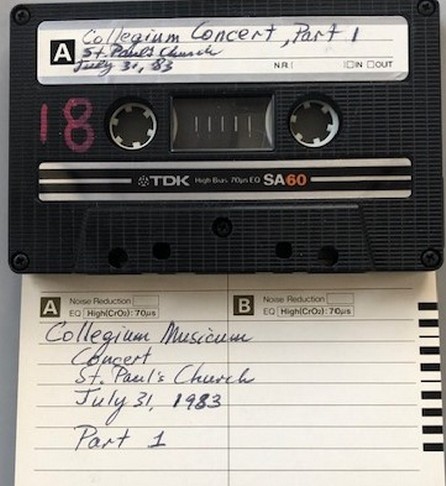 A
Collegium Concert, Part 1
St. Paul's Church
July 31, 83
N.R. IN OUT
18
TDK High Bias 70µs EQ SA60
A Noise Reduction
EQ High(CrO2): 70µs
B Noise Reduction
EQ High(CrO2): 70µs
Collegium Musicum
Concert
St. Paul's Church
July 31, 1983
Part 1